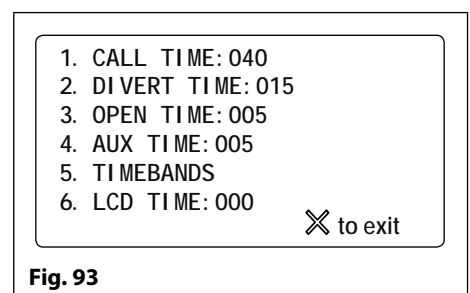 1. CALL TIME:040
2. DIVERT TIME:015
3. OPEN TIME:005
4. AUX TIME:005
5. TIMEBANDS
6. LCD TIME:000
X to exit
Fig. 93